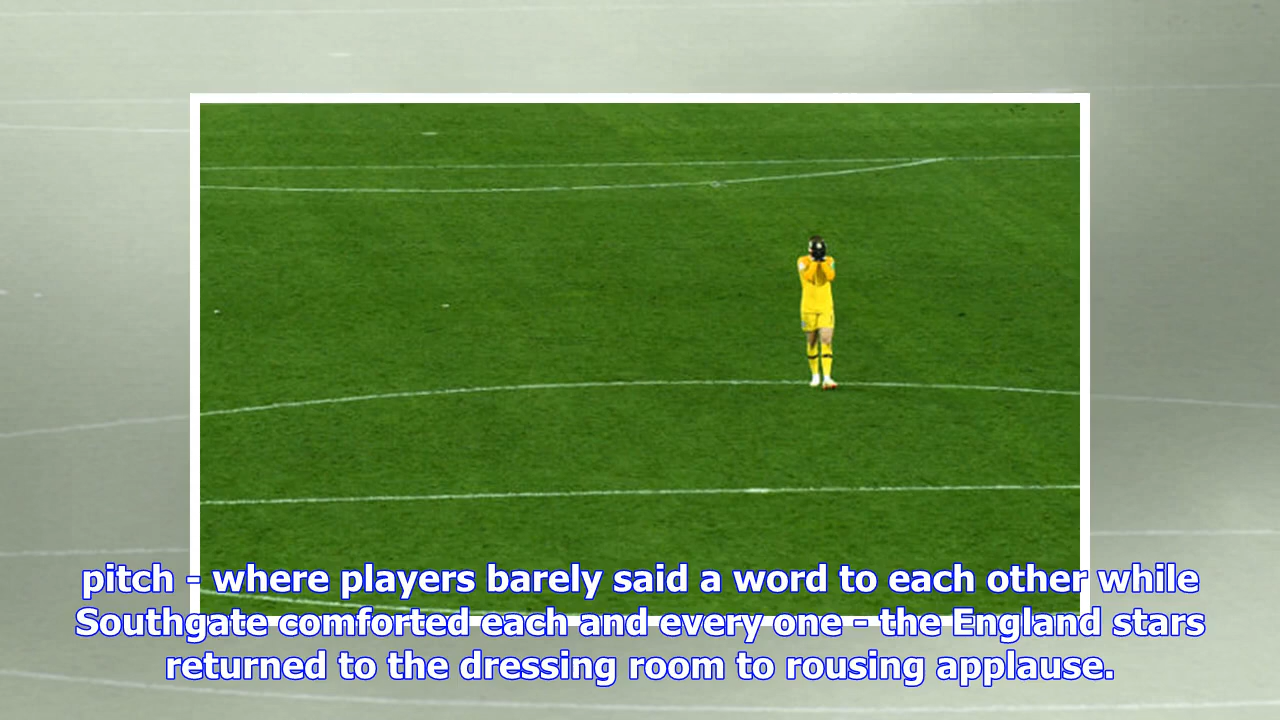 pitch - where players barely said a word to each other while
Southgate comforted each and every one - the England stars
returned to the dressing room to rousing applause.